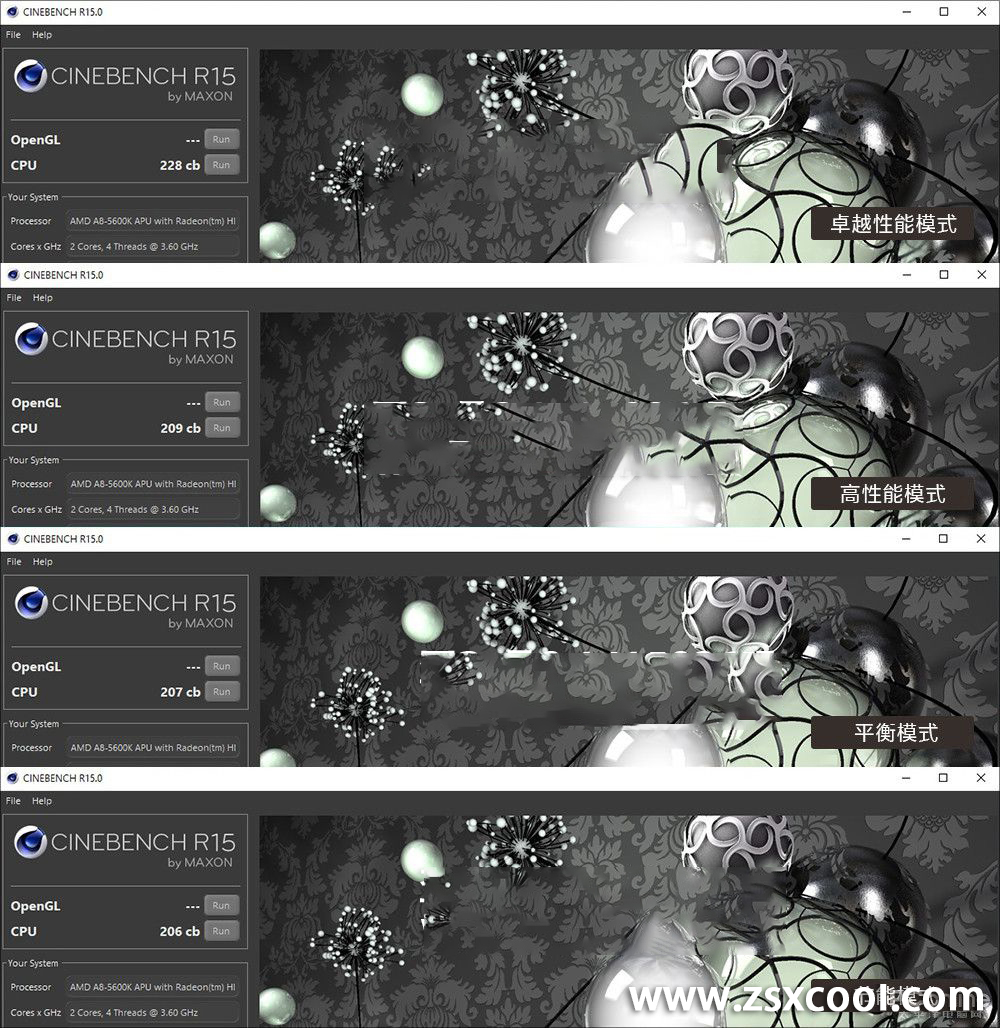 CINEBENCH R15.0
File Help
CINEBENCH R15
by MAXON
OpenGL --- Run
CPU 228 cb Run
Your System
Processor AMD A8-5600K APU with Radeon(tm) HI
Cores x GHz 2 Cores, 4 Threads @ 3.60 GHz
卓越性能模式
CINEBENCH R15.0
File Help
CINEBENCH R15
by MAXON
OpenGL --- Run
CPU 209 cb Run
Your System
Processor AMD A8-5600K APU with Radeon(tm) HI
Cores x GHz 2 Cores, 4 Threads @ 3.60 GHz
高性能模式
CINEBENCH R15.0
File Help
CINEBENCH R15
by MAXON
OpenGL --- Run
CPU 207 cb Run
Your System
Processor AMD A8-5600K APU with Radeon(tm) HI
平衡模式
CINEBENCH R15.0
File Help
CINEBENCH R15
by MAXON
OpenGL --- Run
CPU 206 cb Run
Your System
Processor AMD A8-5600K APU with Radeon(tm) HI
Cores x GHz 2 Cores, 4 Threads @ 3.60 GHz
www.zsxcool.com